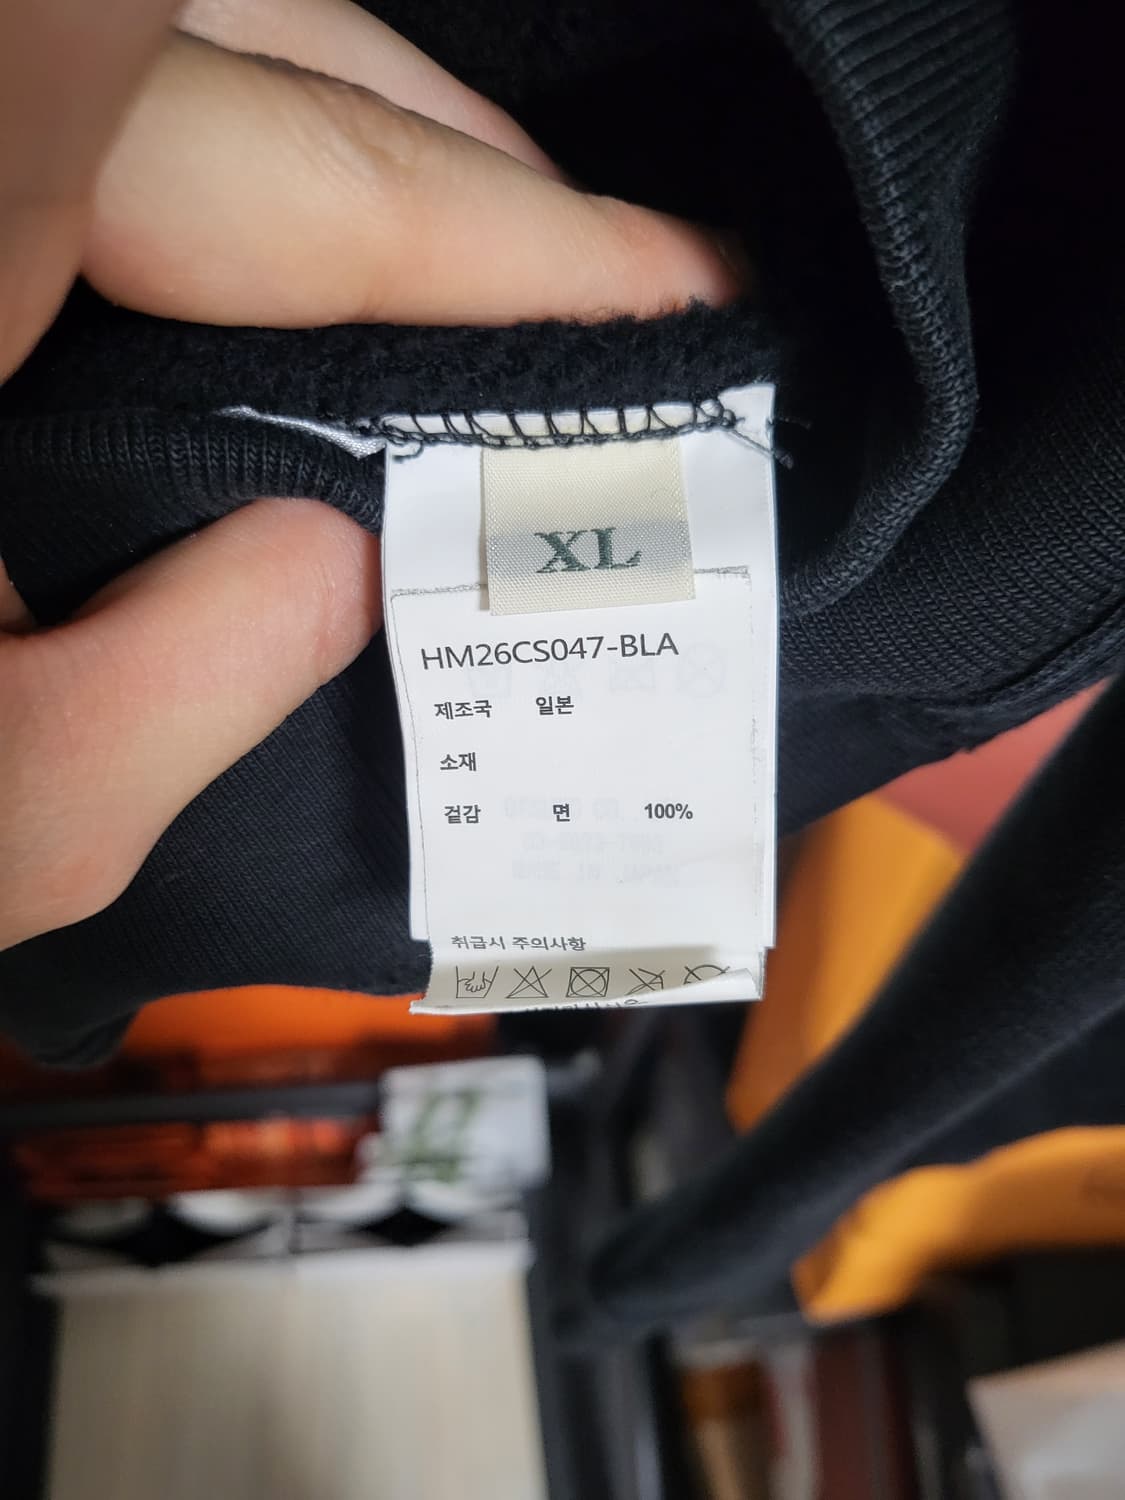 XL
HM26CS047-BLA
제조국 일본
소재
겉감 면 100%
취급시 주의사항